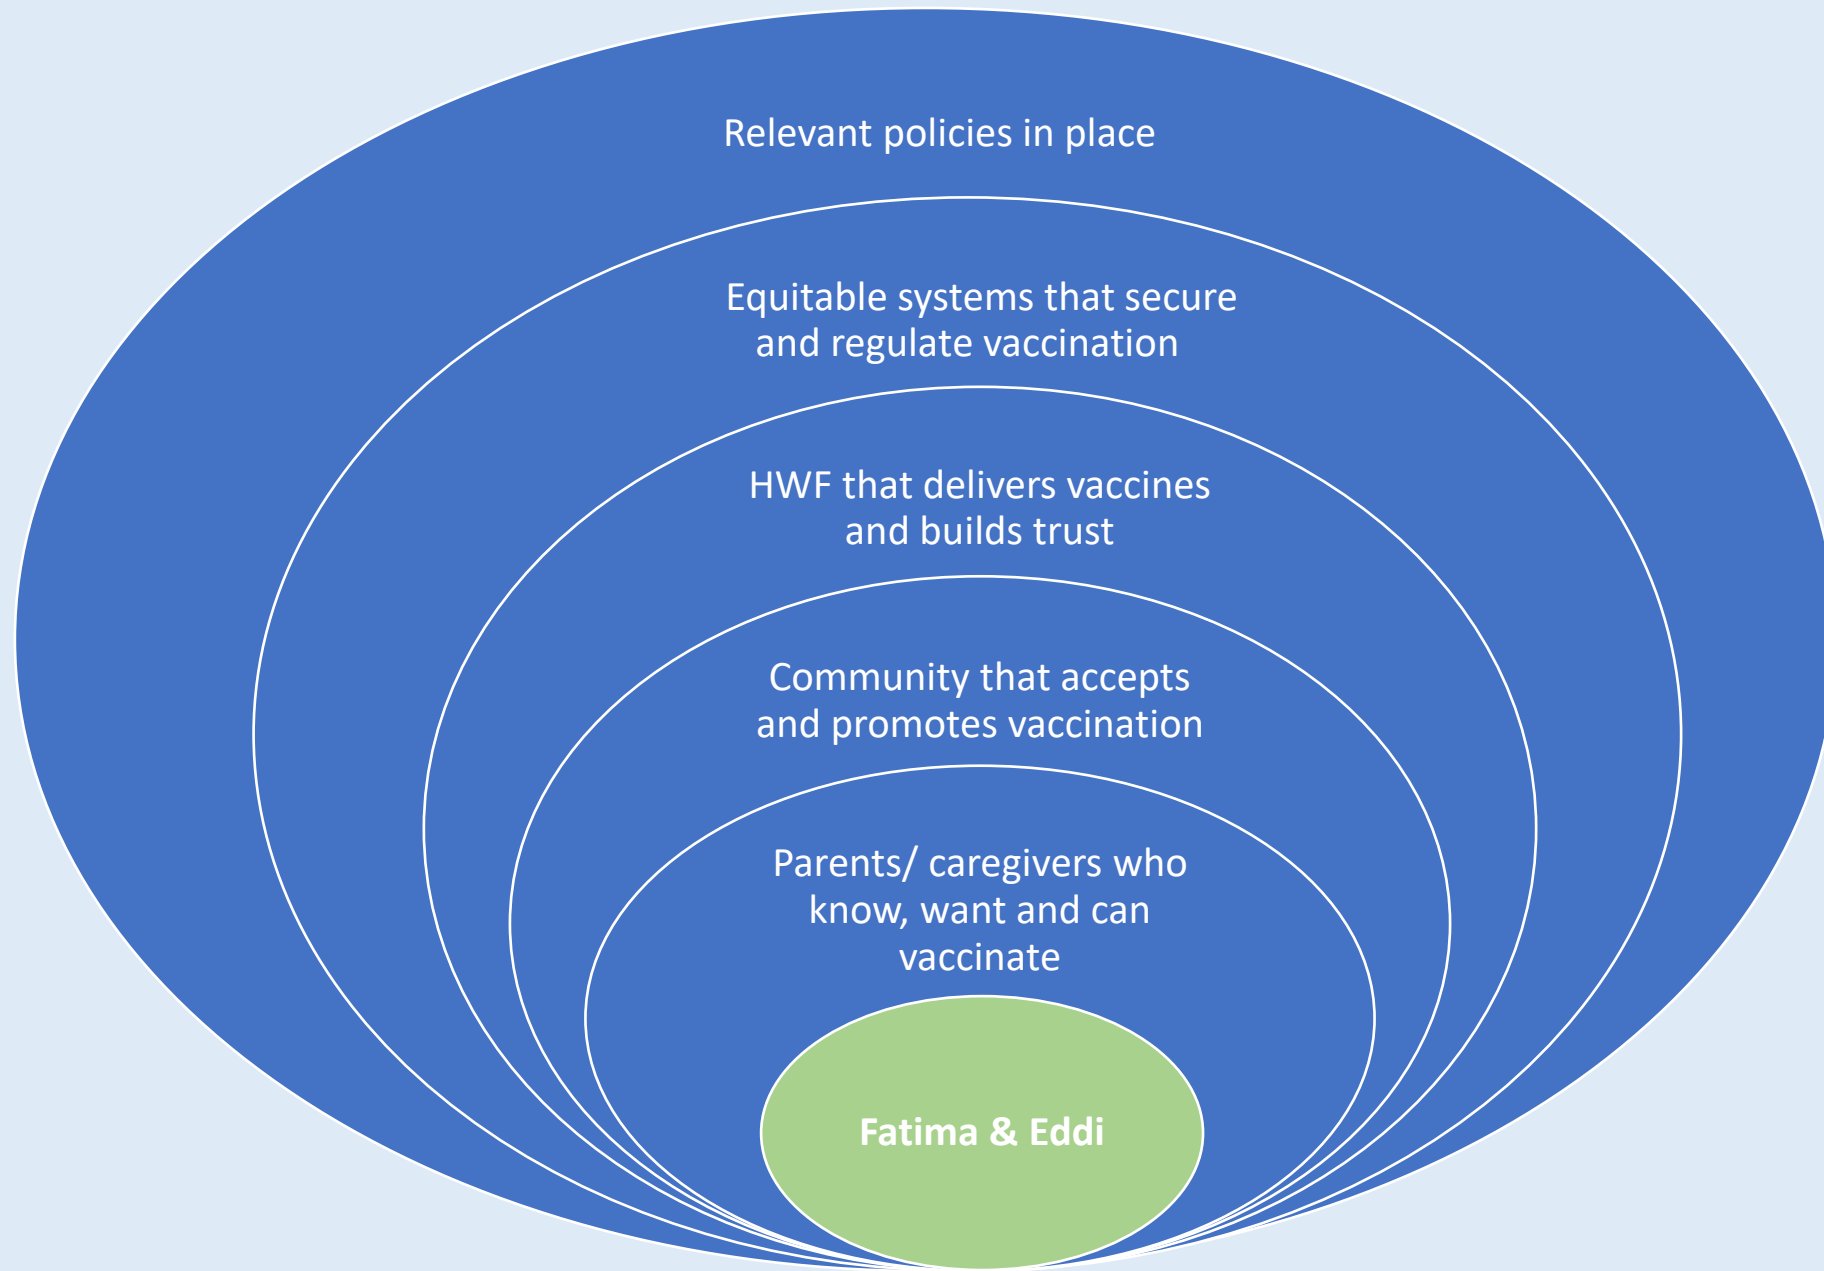 Relevant policies in place
Equitable systems that secure
and regulate vaccination
HWF that delivers vaccines
and builds trust
Community that accepts
and promotes vaccination
Parents/ caregivers who
know, want and can
vaccinate
Fatima & Eddi